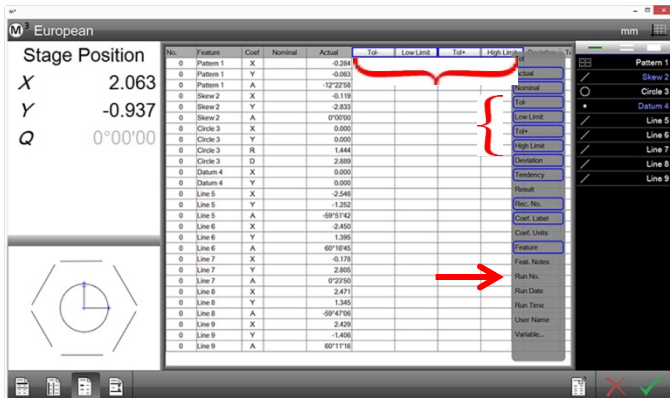 M³
M³ European
mm
Stage Position
X 2.063
Y -0.937
Q 0°00'00
No. Feature Coef Nominal Actual Tol- Low Limit Tol+ High Limit Deviation
0 Pattern 1 X -0.284
0 Pattern 1 Y -0.063
0 Pattern 1 A -12°22'58
0 Skew 2 X -0.119
0 Skew 2 Y -2.833
0 Skew 2 A 0°00'00
0 Circle 3 X 0.000
0 Circle 3 Y 0.000
0 Circle 3 R 1.444
0 Circle 3 D 2.889
0 Datum 4 X 0.000
0 Datum 4 Y 0.000
0 Line 5 X -2.546
0 Line 5 Y -1.252
0 Line 5 A -59°51'42
0 Line 6 X -2.450
0 Line 6 Y 1.395
0 Line 6 A 60°16'45
0 Line 7 X -0.178
0 Line 7 Y 2.805
0 Line 7 A 0°23'50
0 Line 8 X 2.471
0 Line 8 Y 1.345
0 Line 8 A -59°47'06
0 Line 9 X 2.429
0 Line 9 Y -1.406
0 Line 9 A 60°11'16
Tol
Actual
Nominal
Tol-
Low Limit
Tol+
High Limit
Deviation
Tendency
Result
Rec. No.
Coef. Label
Coef. Units
Feature
Feat. Notes
Run No.
Run Date
Run Time
User Name
Variable...
Pattern 1
Skew 2
Circle 3
Datum 4
Line 5
Line 6
Line 7
Line 8
Line 9